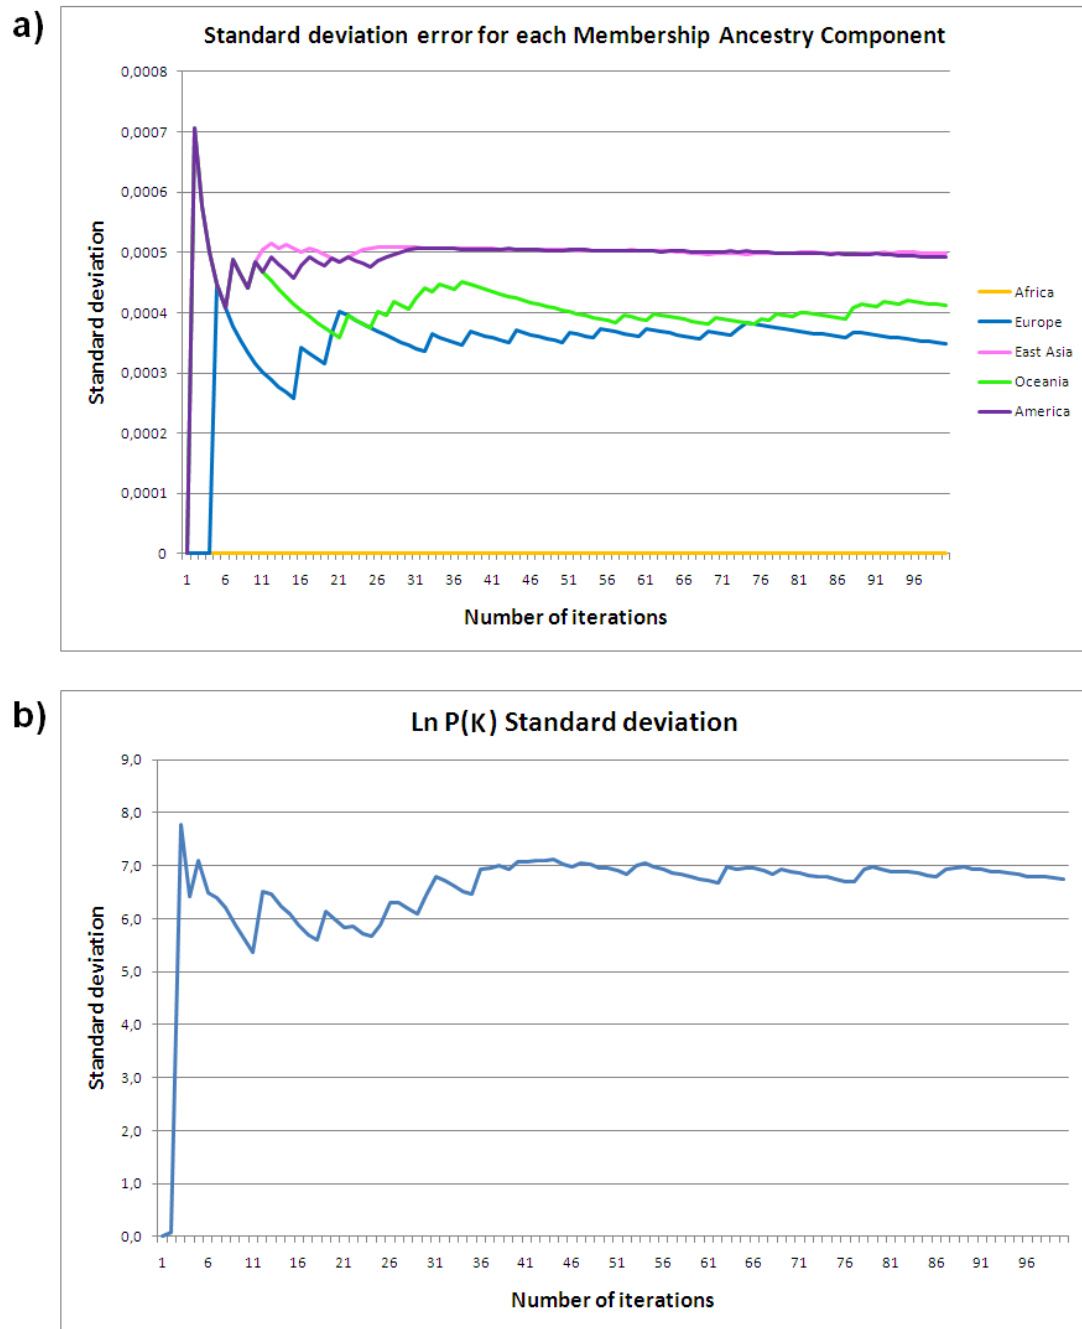 a)
Standard deviation error for each Membership Ancestry Component
0,0008
0,0007
0,0006
0,0005
0,0004
0,0003
0,0002
0,0001
0
Standard deviation
1 6 11 16 21 26 31 36 41 46 51 56 61 66 71 76 81 86 91 96
Number of iterations
Africa
Europe
East Asia
Oceania
America
b)
Ln P(K) Standard deviation
9,0
8,0
7,0
6,0
5,0
4,0
3,0
2,0
1,0
0,0
Standard deviation
1 6 11 16 21 26 31 36 41 46 51 56 61 66 71 76 81 86 91 96
Number of iterations